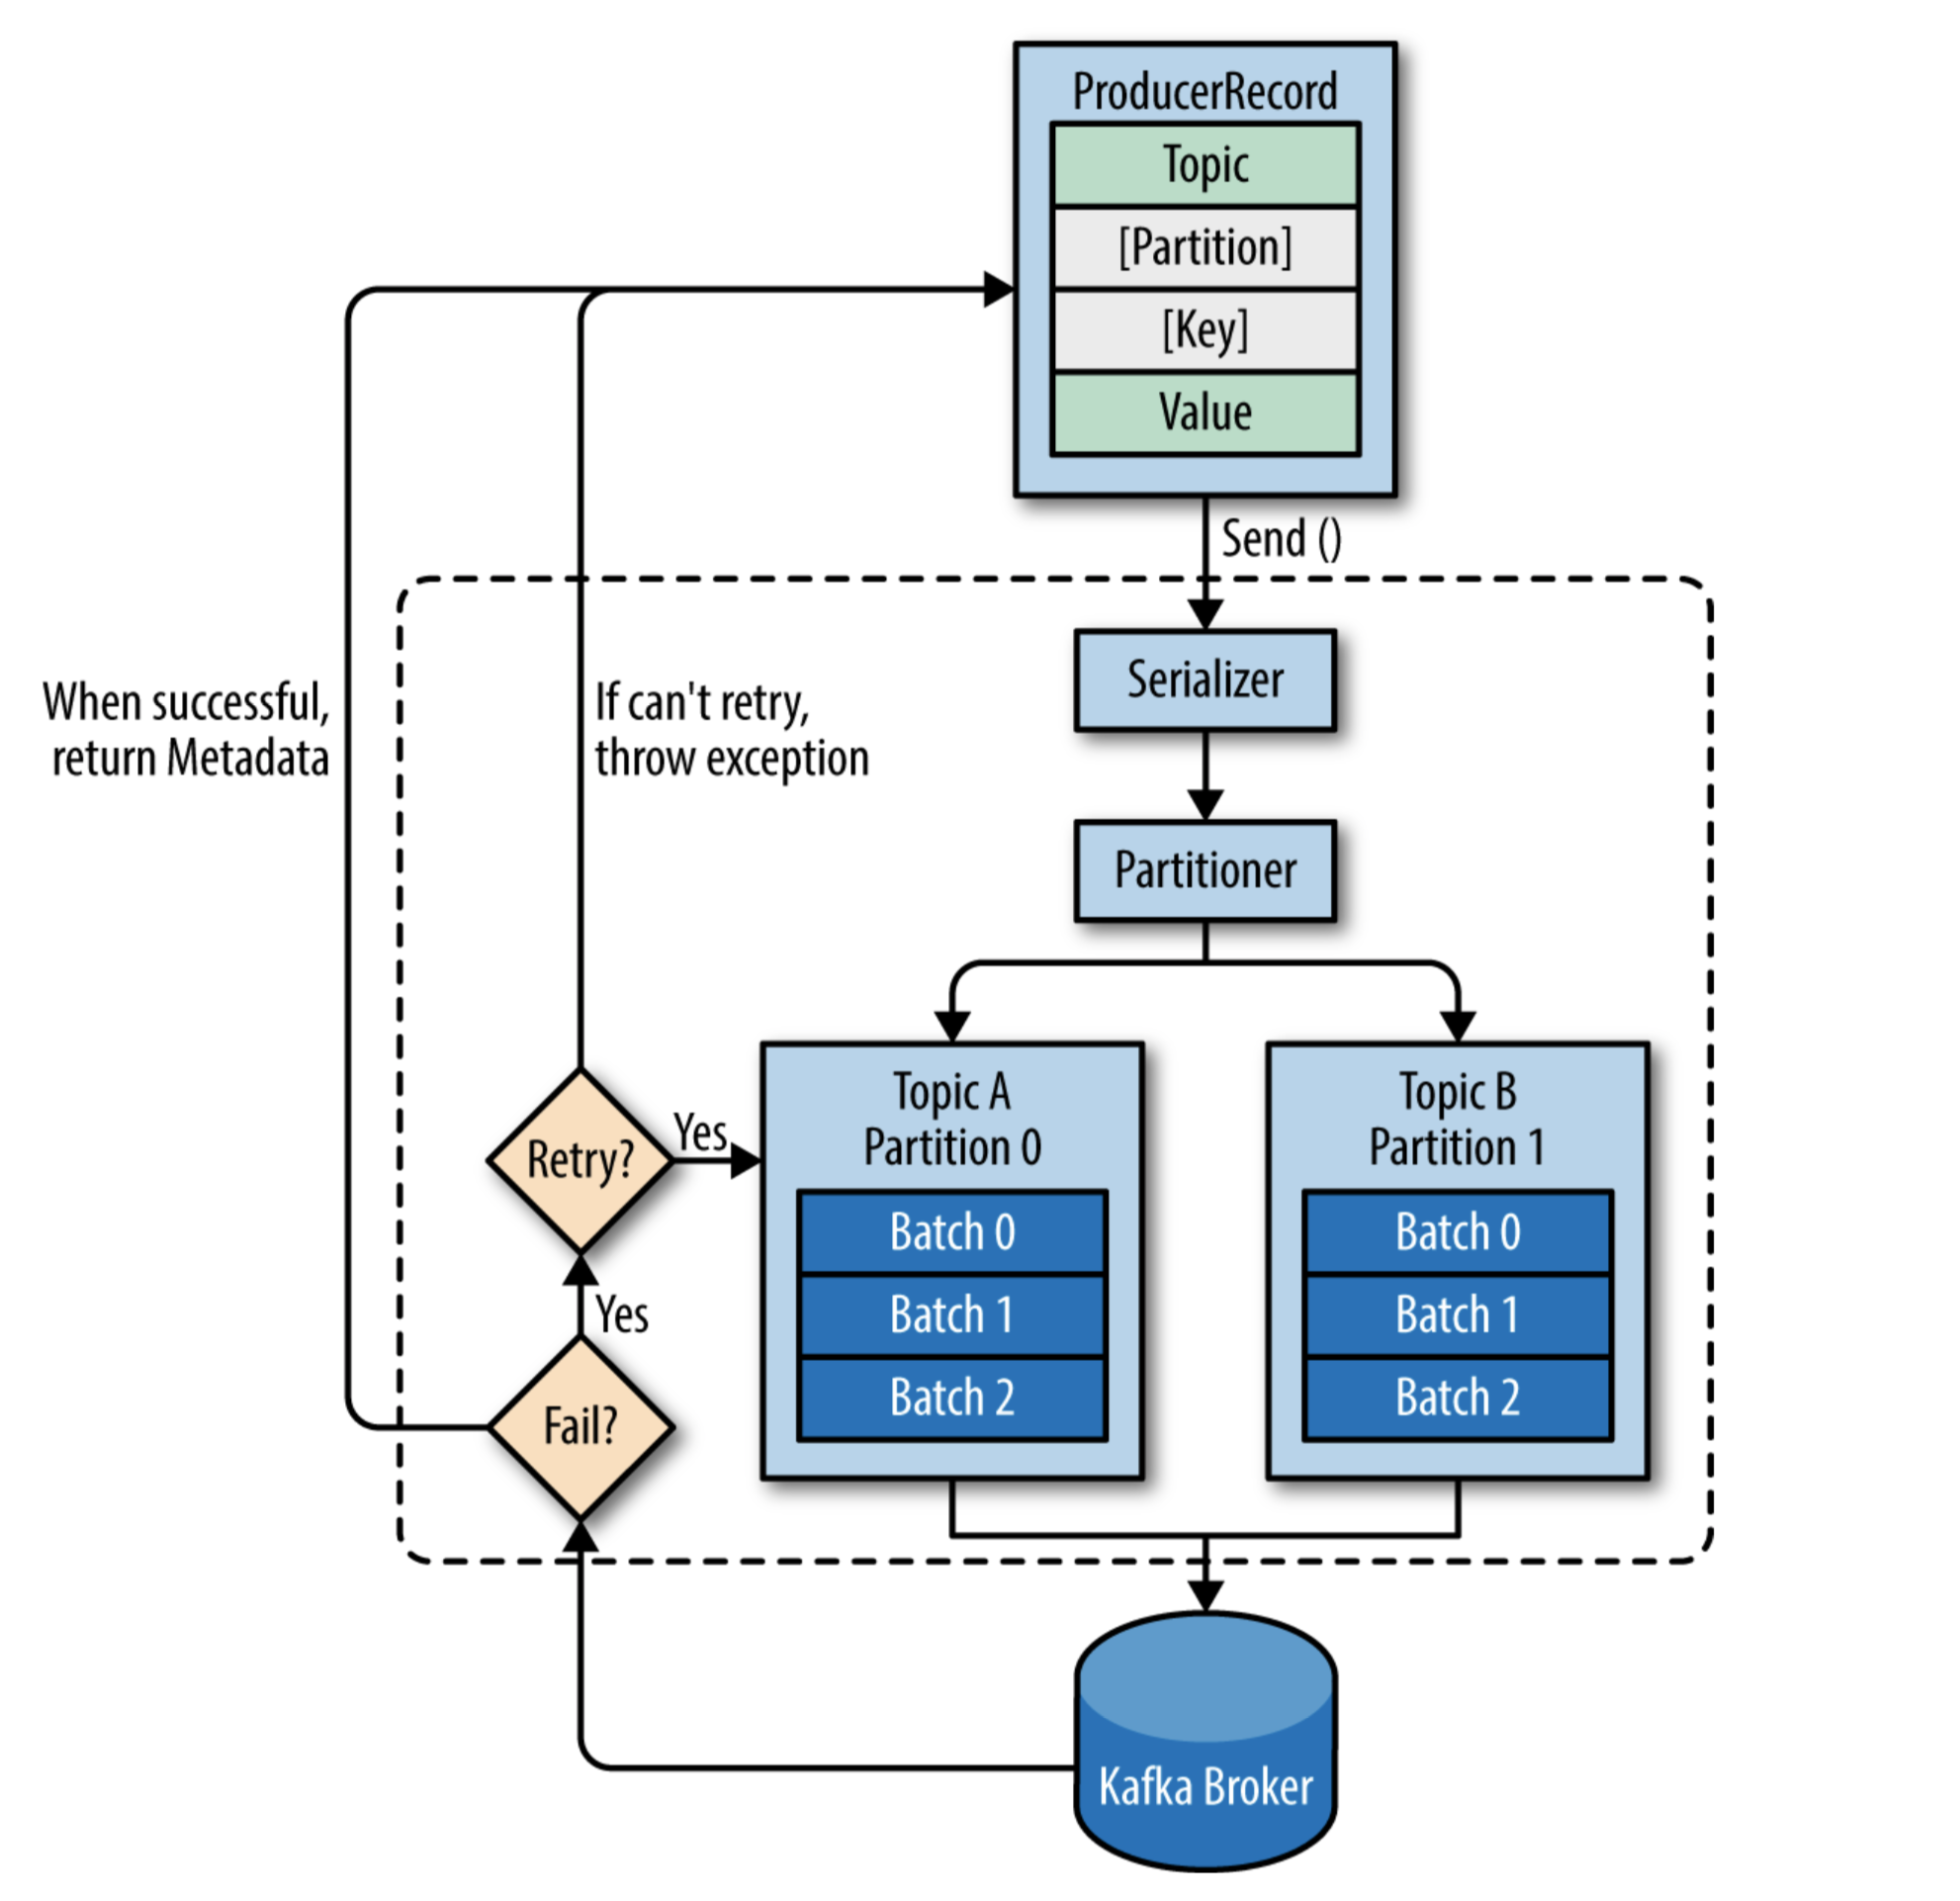 ProducerRecord
Topic
[Partition]
[Key]
Value
Send ()
When successful,
return Metadata
If can't retry,
throw exception
Serializer
Partitioner
Topic A
Partition 0
Batch 0
Batch 1
Batch 2
Topic B
Partition 1
Batch 0
Batch 1
Batch 2
Retry?
Yes
Yes
Fail?
Kafka Broker